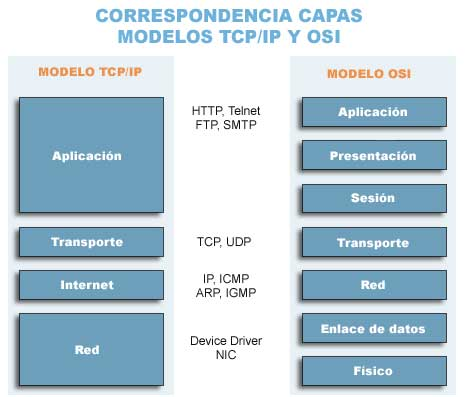 CORRESPONDENCIA CAPAS
MODELOS TCP/IP Y OSI
MODELO TCP/IP
Aplicación
Transporte
Internet
Red
HTTP, Telnet
FTP, SMTP
TCP, UDP
IP, ICMP
ARP, IGMP
Device Driver
NIC
MODELO OSI
Aplicación
Presentación
Sesión
Transporte
Red
Enlace de datos
Físico